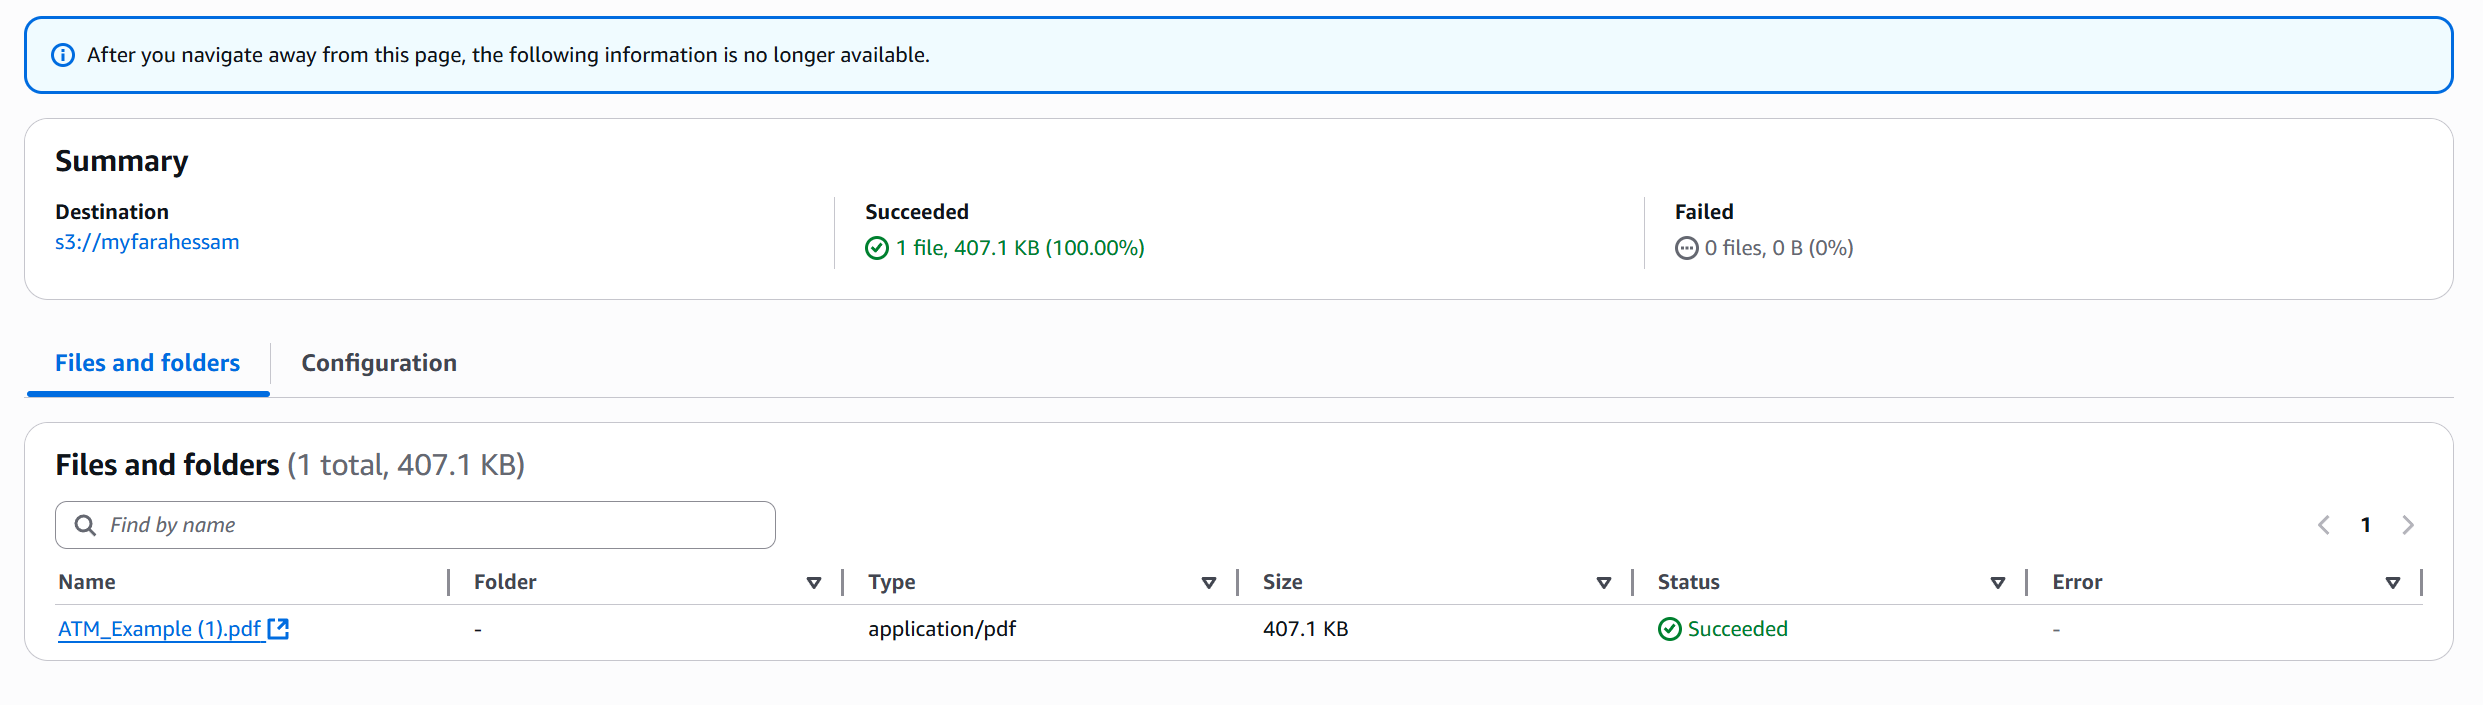 After you navigate away from this page, the following information is no longer available.
Summary
Destination
s3://myfarahessam
Succeeded
1 file, 407.1 KB (100.00%)
Failed
0 files, 0 B (0%)
Files and folders
Configuration
Files and folders (1 total, 407.1 KB)
Find by name
1
Name Folder Type Size Status Error
ATM_Example (1).pdf - application/pdf 407.1 KB Succeeded -